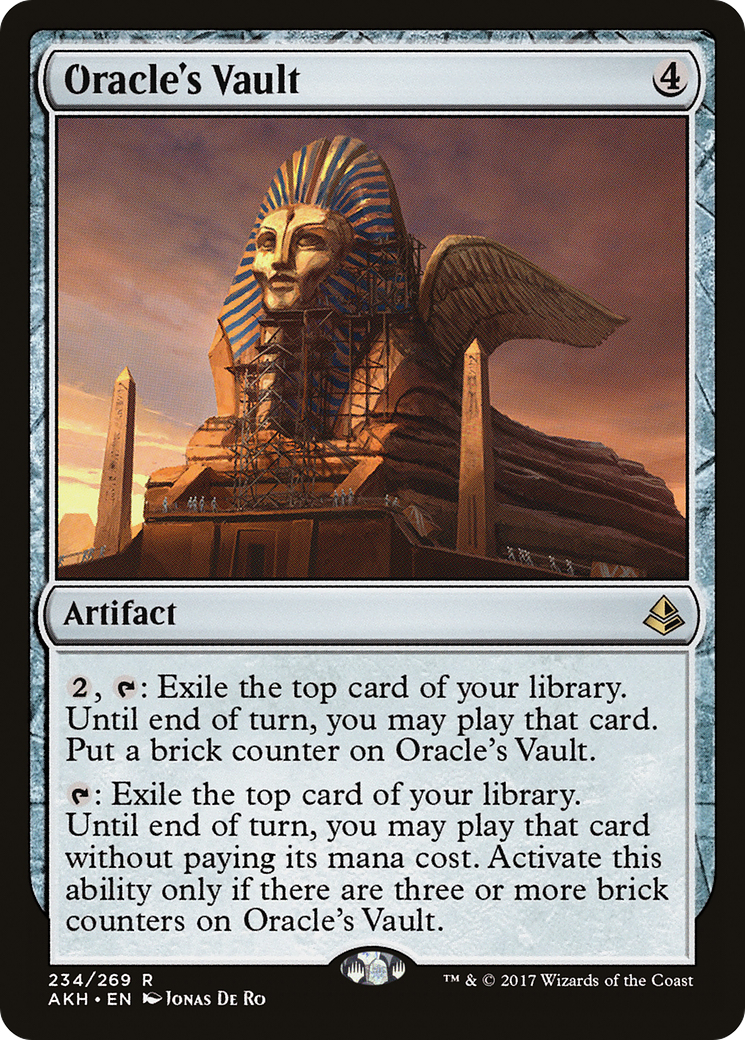 Oracle's Vault 4
Artifact
2, : Exile the top card of your library.
Until end of turn, you may play that card.
Put a brick counter on Oracle's Vault.
: Exile the top card of your library.
Until end of turn, you may play that card
without paying its mana cost. Activate this
ability only if there are three or more brick
counters on Oracle's Vault.
234/269 R
AKH • EN Jonas De Ro
™ & © 2017 Wizards of the Coast